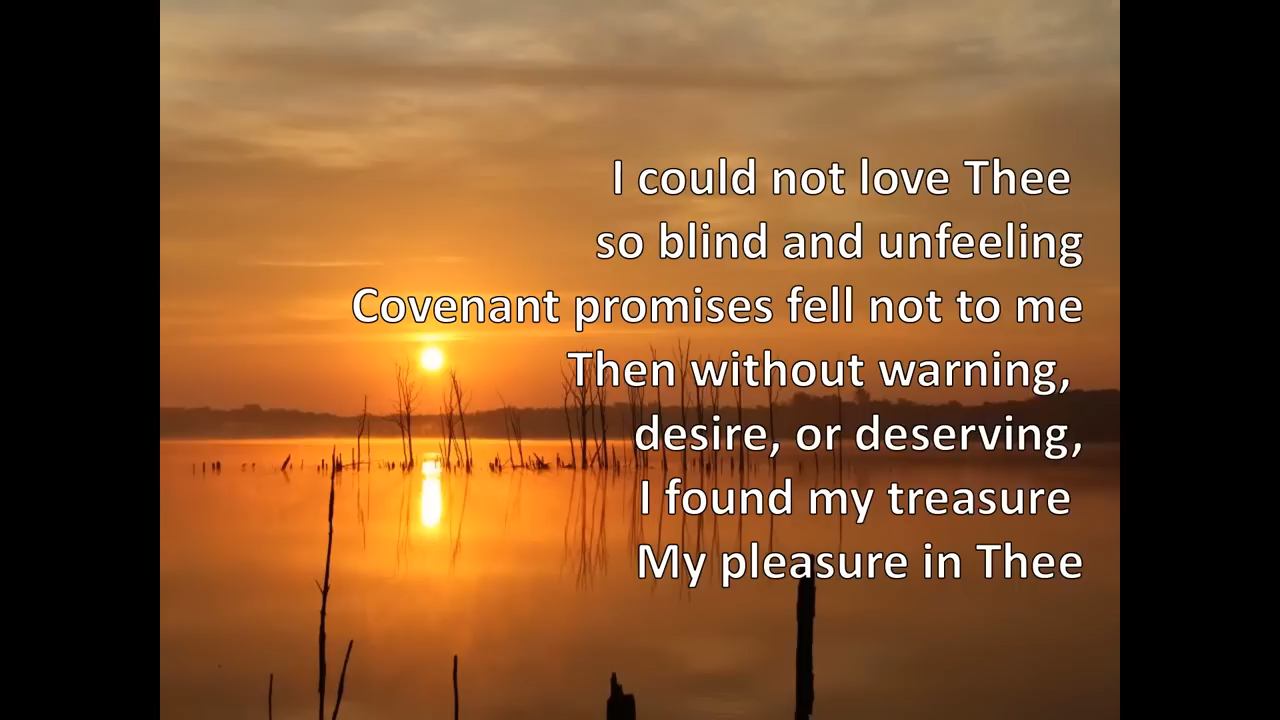 I could not love Thee
so blind and unfeeling
Covenant promises fell not to me
Then without warning,
desire, or deserving,
I found my treasure
My pleasure in Thee